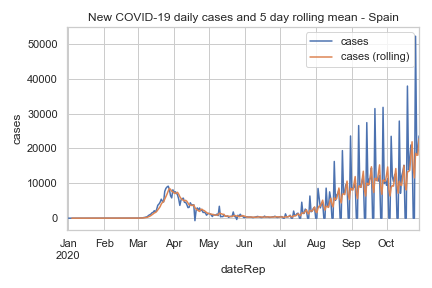 New COVID-19 daily cases and 5 day rolling mean - Spain
cases
cases (rolling)
50000
40000
30000
20000
10000
0
cases
Jan Feb Mar Apr May Jun Jul Aug Sep Oct
2020
dateRep